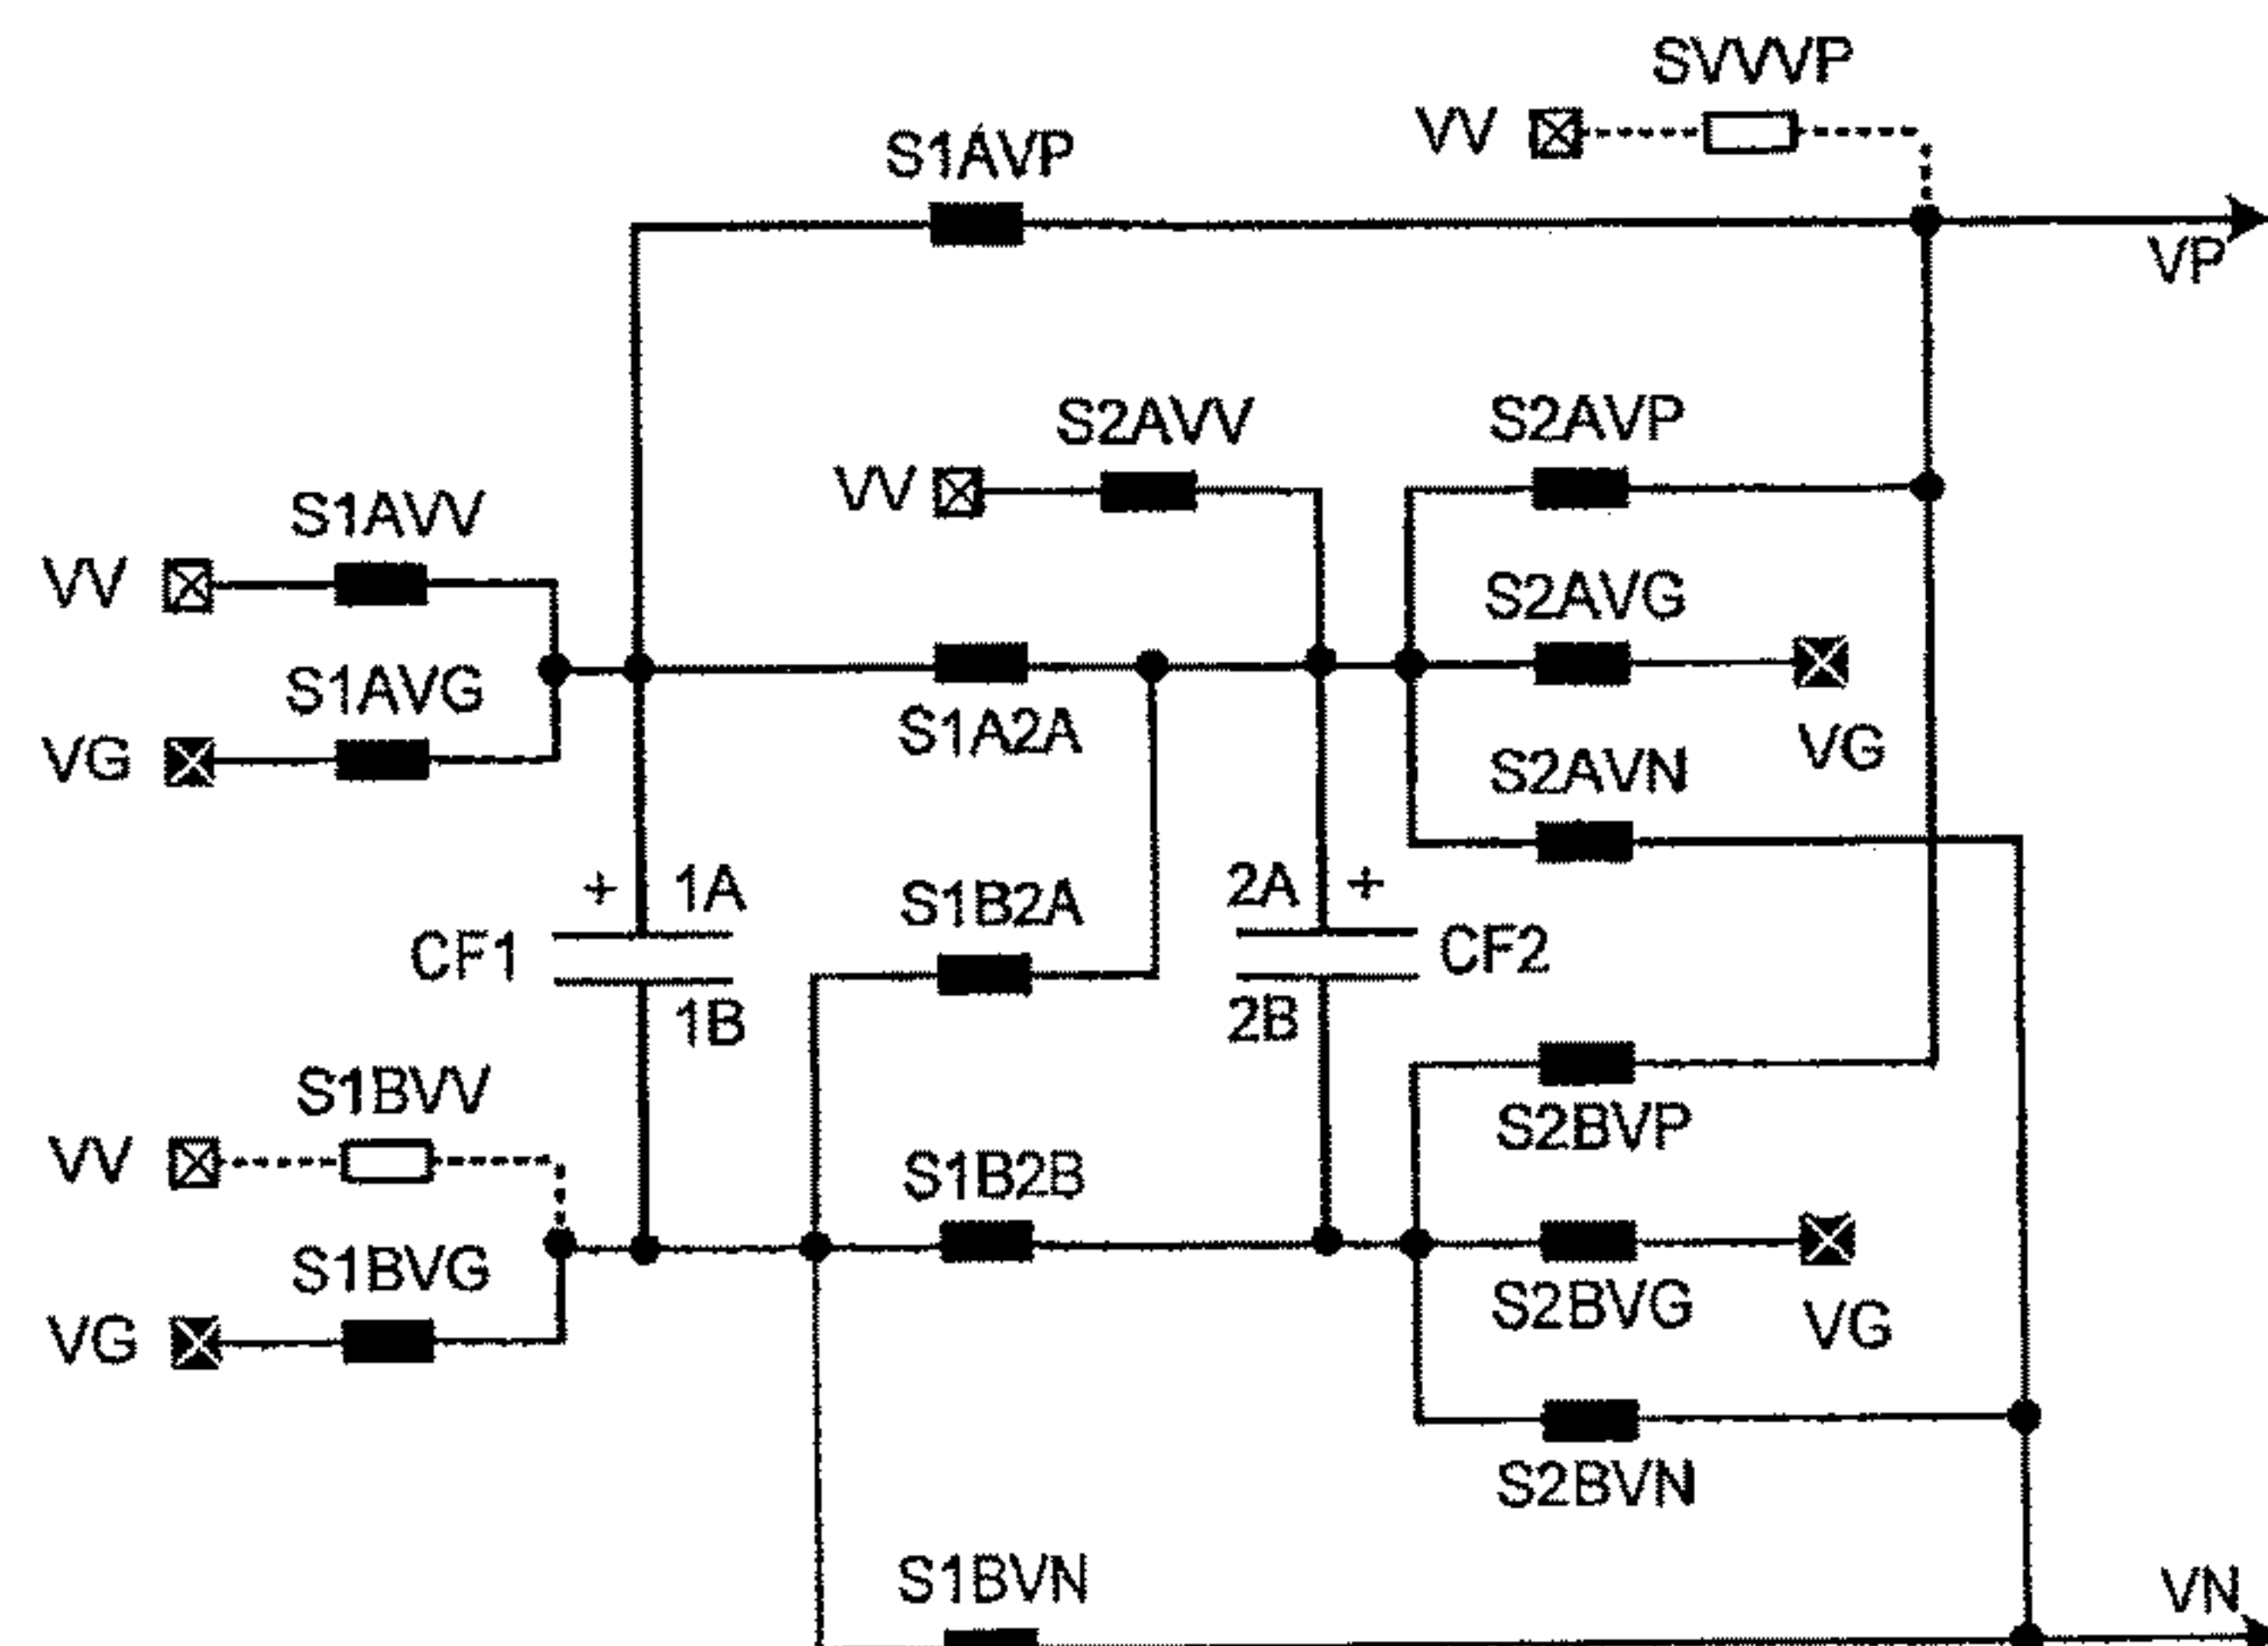 SVVVP
VV
S1AVP
VP
S2AVV
S2AVP
VV
S1AVV
VV
S2AVG
S1AVG
VG
S1A2A
VG
S2AVN
+ 1A
2A +
S1B2A
CF1
CF2
1B
2B
S1BVV
VV
S2BVP
S1B2B
S1BVG
VG
S2BVG
VG
S2BVN
S1BVN
VN